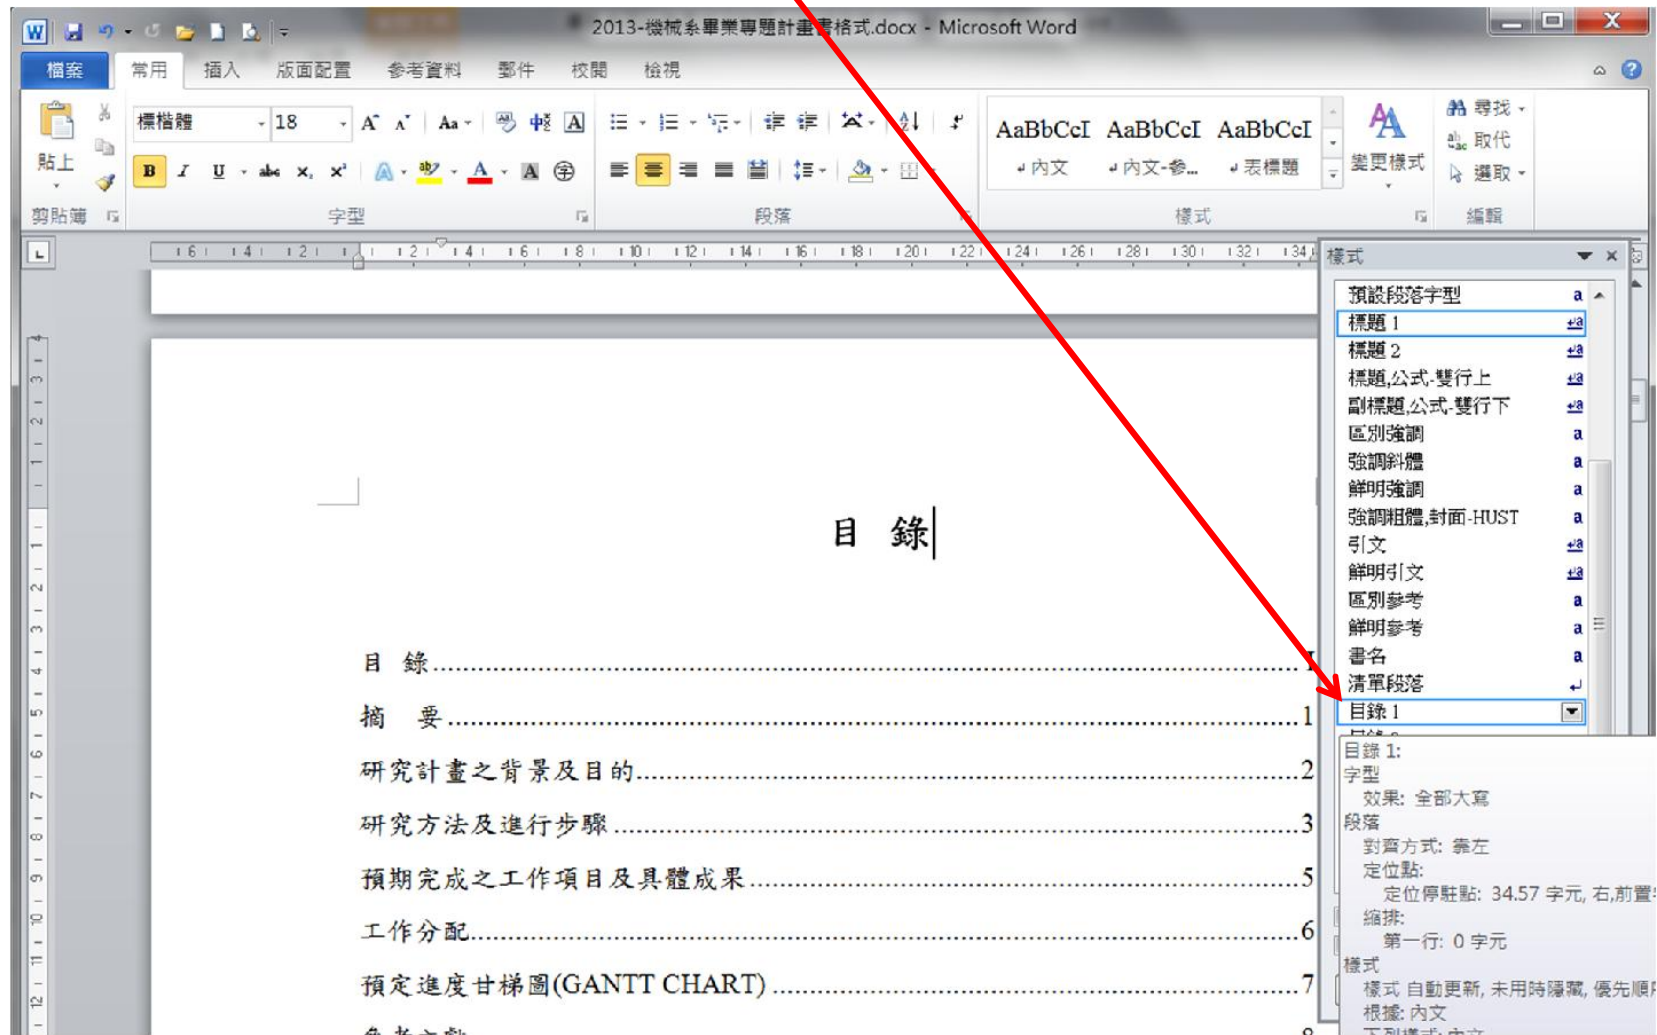 2013-機械系畢業專題計畫書格式.docx - Microsoft Word
檔案 常用 插入 版面配置 參考資料 郵件 校閱 檢視
貼上
標楷體 18
AaBbCcI AaBbCcI AaBbCcI
內文 內文-參... 表標題
變更樣式
尋找
取代
選取
剪貼簿 字型 段落 樣式 編輯
樣式
預設段落字型
標題 1
標題 2
標題,公式-雙行上
副標題,公式-雙行下
區別強調
強調斜體
鮮明強調
強調粗體,封面-HUST
引文
鮮明引文
區別參考
鮮明參考
書名
清單段落
目錄 1
目錄 1:
字型
效果: 全部大寫
段落
對齊方式: 靠左
定位點:
定位停駐點: 34.57 字元, 右,前置
縮排:
第一行: 0 字元
樣式
樣式 自動更新, 未用時隱藏, 優先順
根據: 內文
目 錄
目 錄 I
摘 要 1
研究計畫之背景及目的 2
研究方法及進行步驟 3
預期完成之工作項目及具體成果 5
工作分配 6
預定進度甘梯圖(GANTT CHART) 7